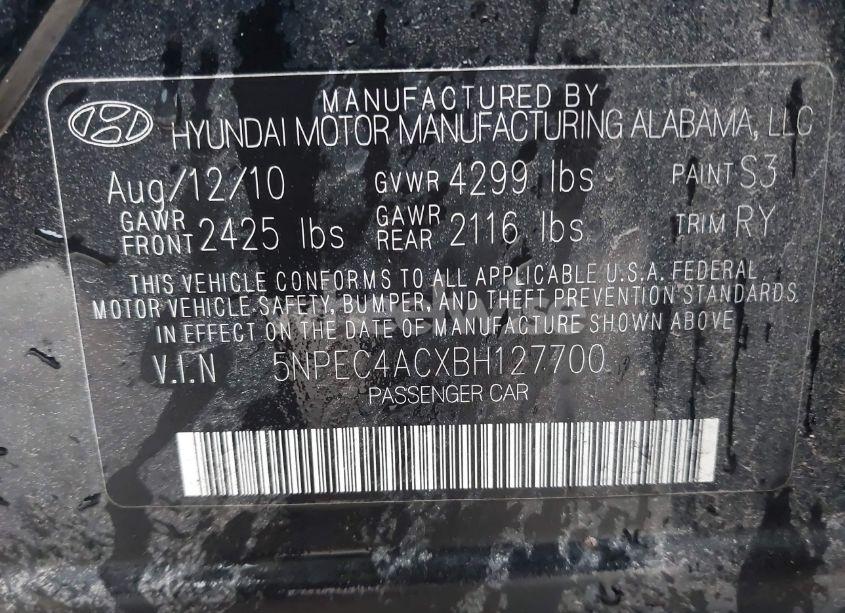 MANUFACTURED BY
HYUNDAI MOTOR MANUFACTURING ALABAMA, LLC
Aug/12/10 GVWR 4299 lbs PAINT S3
GAWR FRONT 2425 lbs GAWR REAR 2116 lbs TRIM RY
THIS VEHICLE CONFORMS TO ALL APPLICABLE U.S.A. FEDERAL
MOTOR VEHICLE SAFETY, BUMPER, AND THEFT PREVENTION STANDARDS
IN EFFECT ON THE DATE OF MANUFACTURE SHOWN ABOVE
V.I.N 5NPEC4ACXBH127700
PASSENGER CAR